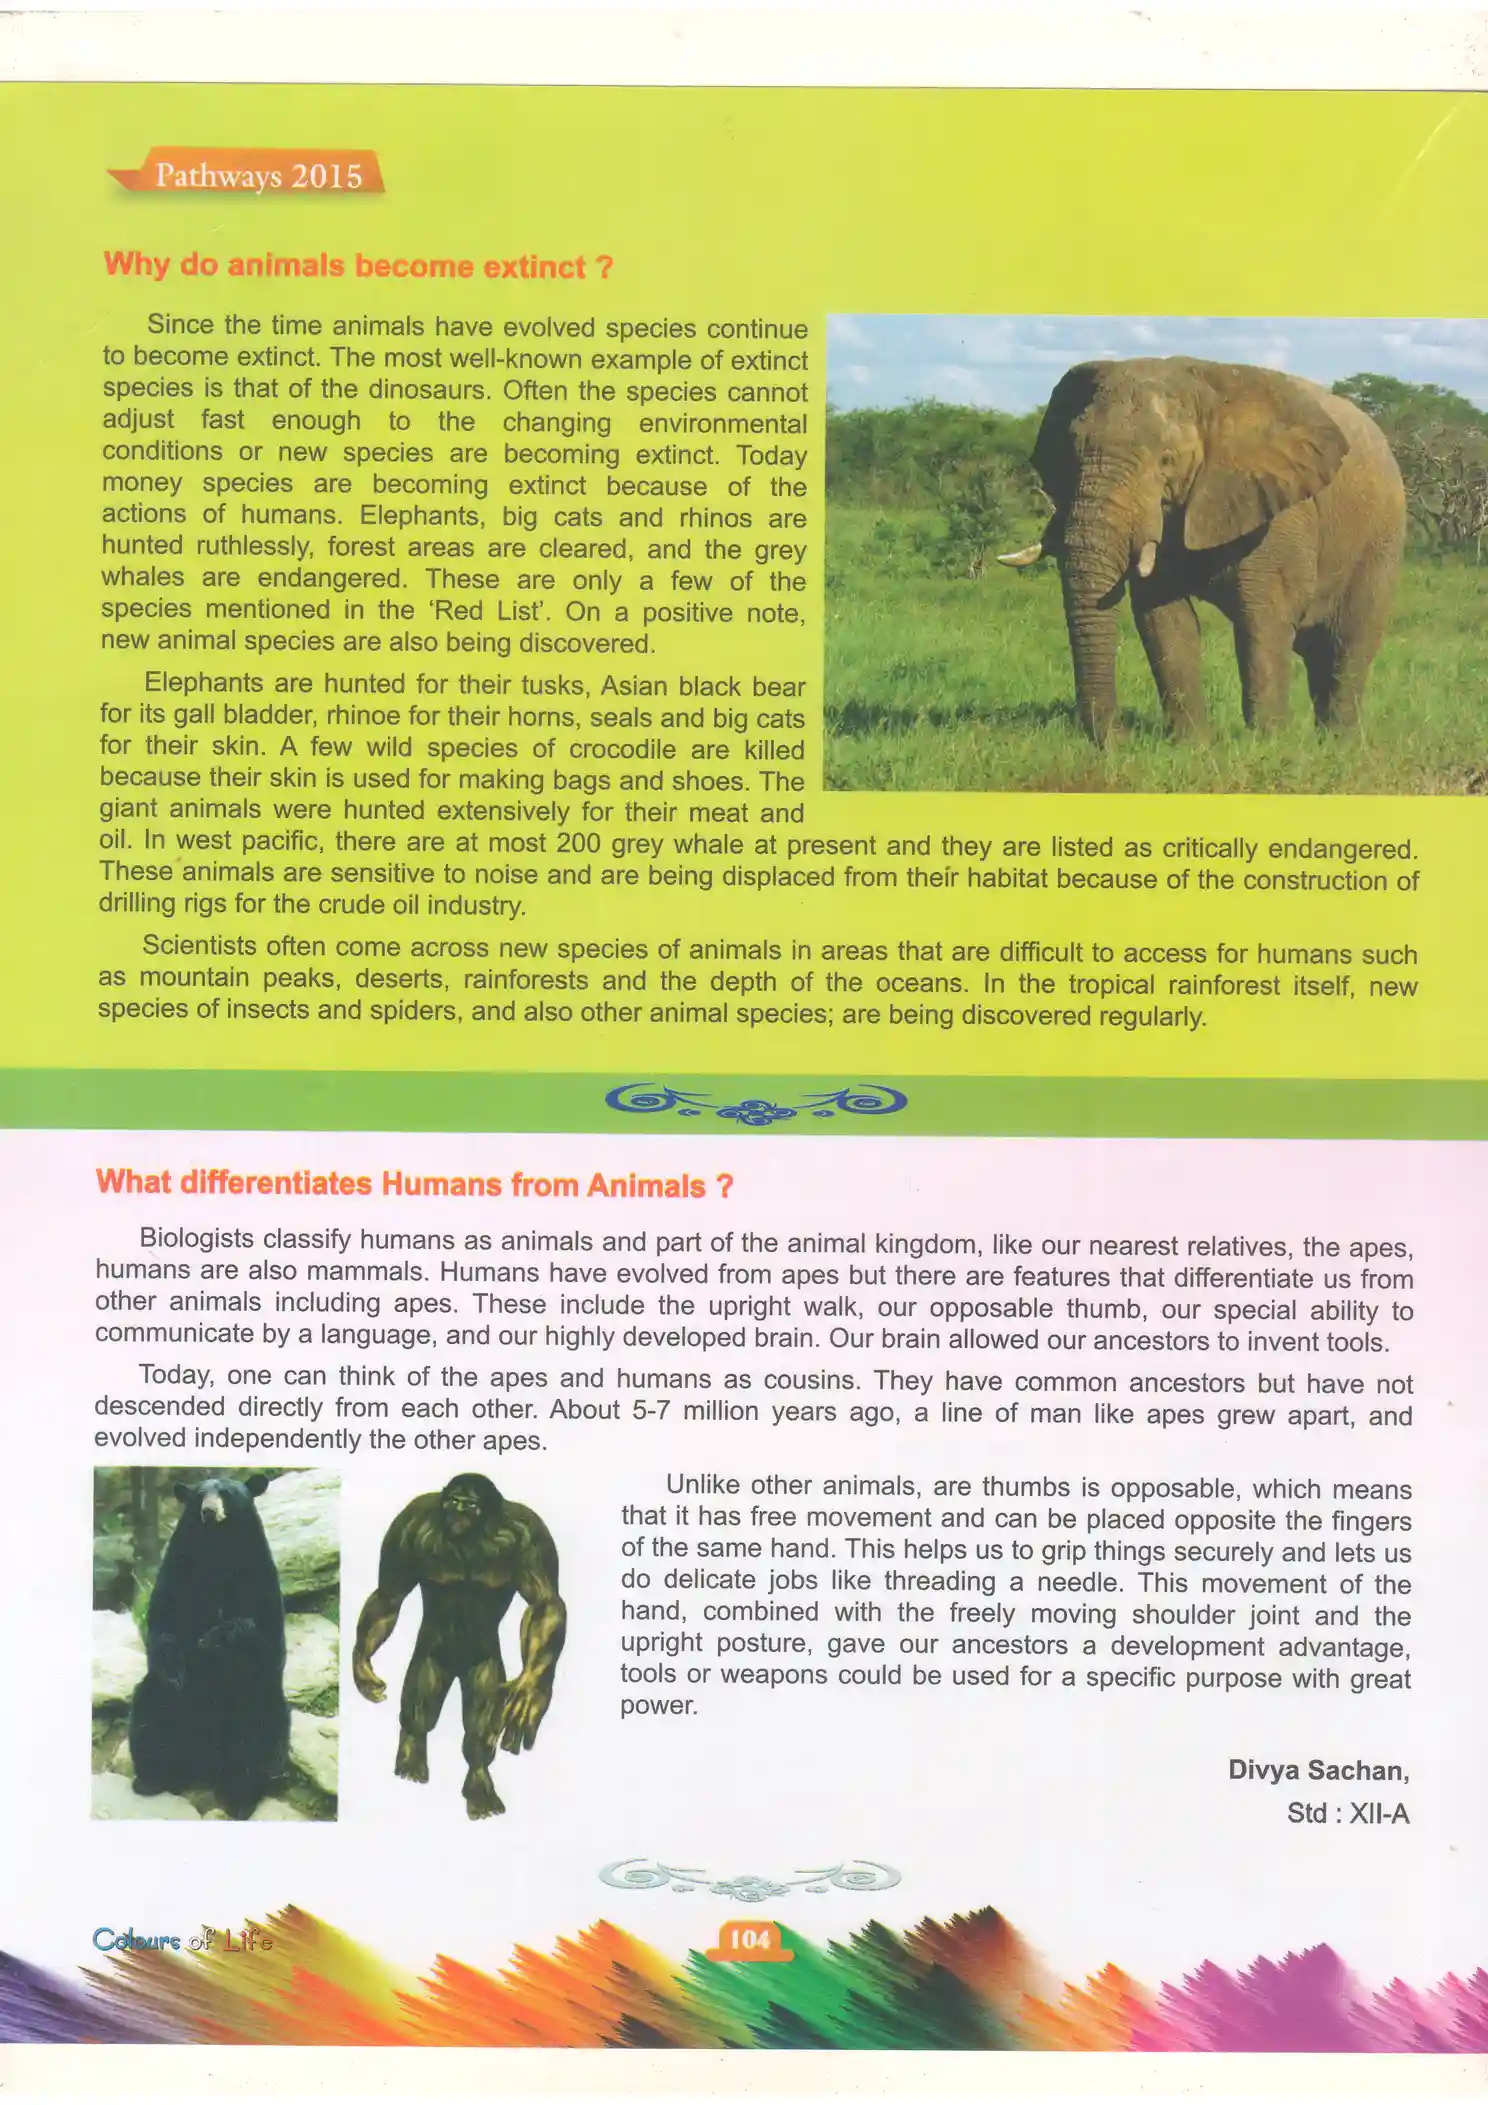 Pathways 2015
Why do animals become extinct ?
Since the time animals have evolved species continue
to become extinct. The most well-known example of extinct
species is that of the dinosaurs. Often the species cannot
adjust fast enough to the changing environmental
conditions or new species are becoming extinct. Today
money species are becoming extinct because of the
actions of humans. Elephants, big cats and rhinos are
hunted ruthlessly, forest areas are cleared, and the grey
whales are endangered. These are only a few of the
species mentioned in the ‘Red List’. On a positive note,
new animal species are also being discovered.
Elephants are hunted for their tusks, Asian black bear
for its gall bladder, rhinoe for their horns, seals and big cats
for their skin. A few wild species of crocodile are killed
because their skin is used for making bags and shoes. The
giant animals were hunted extensively for their meat and
oil. In west pacific, there are at most 200 grey whale at present and they are listed as critically endangered.
These animals are sensitive to noise and are being displaced from their habitat because of the construction of
drilling rigs for the crude oil industry.
Scientists often come across new species of animals in areas that are difficult to access for humans such
as mountain peaks, deserts, rainforests and the depth of the oceans. In the tropical rainforest itself, new
species of insects and spiders, and also other animal species; are being discovered regularly.
What differentiates Humans from Animals ?
Biologists classify humans as animals and part of the animal kingdom, like our nearest relatives, the apes,
humans are also mammals. Humans have evolved from apes but there are features that differentiate us from
other animals including apes. These include the upright walk, our opposable thumb, our special ability to
communicate by a language, and our highly developed brain. Our brain allowed our ancestors to invent tools.
Today, one can think of the apes and humans as cousins. They have common ancestors but have not
descended directly from each other. About 5-7 million years ago, a line of man like apes grew apart, and
evolved independently the other apes.
Unlike other animals, are thumbs is opposable, which means
that it has free movement and can be placed opposite the fingers
of the same hand. This helps us to grip things securely and lets us
do delicate jobs like threading a needle. This movement of the
hand, combined with the freely moving shoulder joint and the
upright posture, gave our ancestors a development advantage,
tools or weapons could be used for a specific purpose with great
power.
Divya Sachan,
Std : XII-A
Colours of Life
104